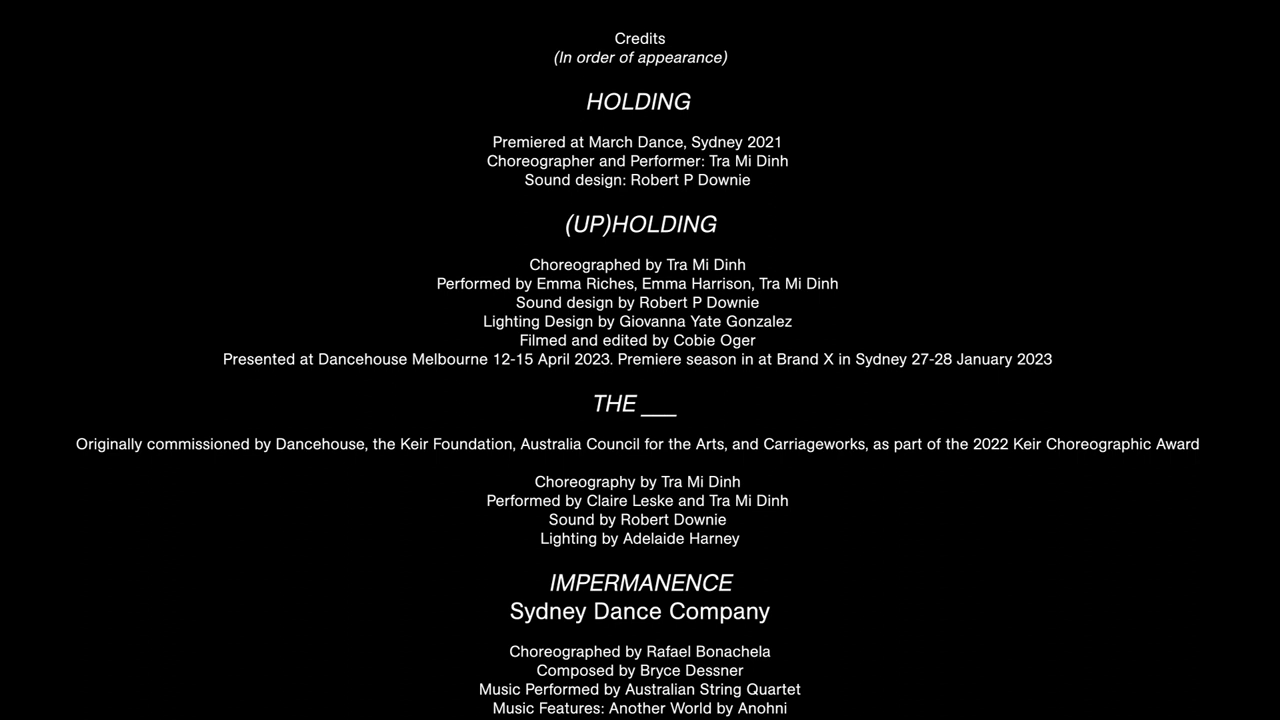 Credits
(In order of appearance)
HOLDING
Premiered at March Dance, Sydney 2021
Choreographer and Performer: Tra Mi Dinh
Sound design: Robert P Downie
(UP)HOLDING
Choreographed by Tra Mi Dinh
Performed by Emma Riches, Emma Harrison, Tra Mi Dinh
Sound design by Robert P Downie
Lighting Design by Giovanna Yate Gonzalez
Filmed and edited by Cobie Oger
Presented at Dancehouse Melbourne 12-15 April 2023. Premiere season in at Brand X in Sydney 27-28 January 2023
THE ___
Originally commissioned by Dancehouse, the Keir Foundation, Australia Council for the Arts, and Carriageworks, as part of the 2022 Keir Choreographic Award
Choreography by Tra Mi Dinh
Performed by Claire Leske and Tra Mi Dinh
Sound by Robert Downie
Lighting by Adelaide Harney
IMPERMANENCE
Sydney Dance Company
Choreographed by Rafael Bonachela
Composed by Bryce Dessner
Music Performed by Australian String Quartet
Music Features: Another World by Anohni